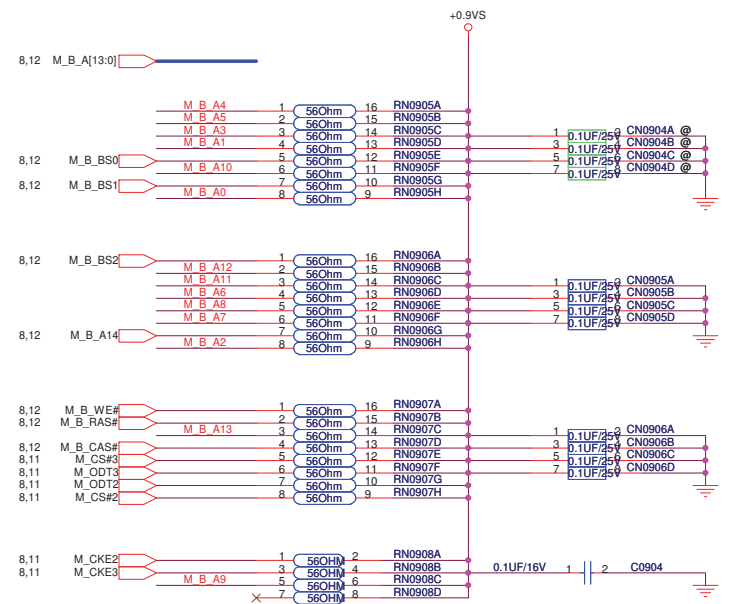 +0.9VS
8,12 M_B_A[13:0]
M_B_A4 1 56Ohm 16 RN0905A
M_B_A5 2 56Ohm 15 RN0905B
M_B_A3 3 56Ohm 14 RN0905C 1 0.1UF/25V 2 CN0904A @
M_B_A1 4 56Ohm 13 RN0905D 3 0.1UF/25V 4 CN0904B @
8,12 M_B_BS0 5 56Ohm 12 RN0905E 5 0.1UF/25V 6 CN0904C @
M_B_A10 6 56Ohm 11 RN0905F 7 0.1UF/25V 8 CN0904D @
8,12 M_B_BS1 7 56Ohm 10 RN0905G
M_B_A0 8 56Ohm 9 RN0905H
8,12 M_B_BS2 1 56Ohm 16 RN0906A
M_B_A12 2 56Ohm 15 RN0906B
M_B_A11 3 56Ohm 14 RN0906C 1 0.1UF/25V 2 CN0905A
M_B_A6 4 56Ohm 13 RN0906D 3 0.1UF/25V 4 CN0905B
M_B_A8 5 56Ohm 12 RN0906E 5 0.1UF/25V 6 CN0905C
M_B_A7 6 56Ohm 11 RN0906F 7 0.1UF/25V 8 CN0905D
8,12 M_B_A14 7 56Ohm 10 RN0906G
M_B_A2 8 56Ohm 9 RN0906H
8,12 M_B_WE# 1 56Ohm 16 RN0907A
8,12 M_B_RAS# 2 56Ohm 15 RN0907B
M_B_A13 3 56Ohm 14 RN0907C 1 0.1UF/25V 2 CN0906A
8,12 M_B_CAS# 4 56Ohm 13 RN0907D 3 0.1UF/25V 4 CN0906B
8,11 M_CS#3 5 56Ohm 12 RN0907E 5 0.1UF/25V 6 CN0906C
8,11 M_ODT3 6 56Ohm 11 RN0907F 7 0.1UF/25V 8 CN0906D
8,11 M_ODT2 7 56Ohm 10 RN0907G
8,11 M_CS#2 8 56Ohm 9 RN0907H
8,11 M_CKE2 1 56OHM 2 RN0908A
8,11 M_CKE3 3 56OHM 4 RN0908B 0.1UF/16V 1 2 C0904
M_B_A9 5 56OHM 6 RN0908C
7 56OHM 8 RN0908D